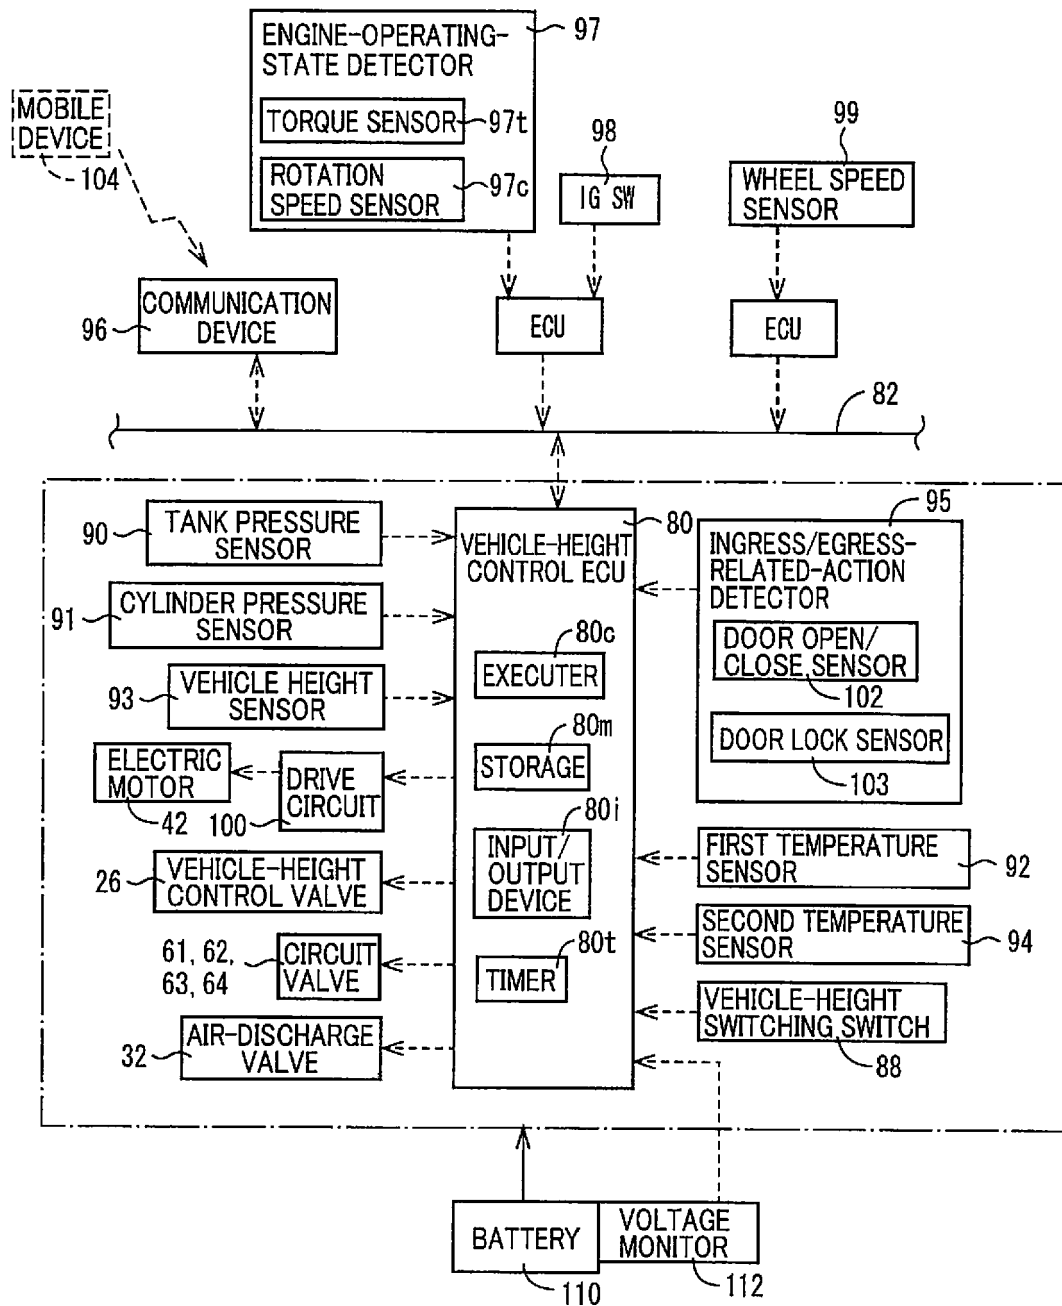 ENGINE-OPERATING-
STATE DETECTOR
97
TORQUE SENSOR
97t
ROTATION
SPEED SENSOR
97c
MOBILE
DEVICE
104
98
IG SW
99
WHEEL SPEED
SENSOR
COMMUNICATION
DEVICE
96
ECU
ECU
82
90
TANK PRESSURE
SENSOR
91
CYLINDER PRESSURE
SENSOR
93
VEHICLE HEIGHT
SENSOR
ELECTRIC
MOTOR
42
DRIVE
CIRCUIT
100
26
VEHICLE-HEIGHT
CONTROL VALVE
61, 62,
63, 64
CIRCUIT
VALVE
32
AIR-DISCHARGE
VALVE
80
VEHICLE-HEIGHT
CONTROL ECU
80c
EXECUTER
80m
STORAGE
80i
INPUT/
OUTPUT
DEVICE
80t
TIMER
95
INGRESS/EGRESS-
RELATED-ACTION
DETECTOR
DOOR OPEN/
CLOSE SENSOR
102
DOOR LOCK SENSOR
103
FIRST TEMPERATURE
SENSOR
92
SECOND TEMPERATURE
SENSOR
94
VEHICLE-HEIGHT
SWITCHING SWITCH
88
BATTERY
110
VOLTAGE
MONITOR
112